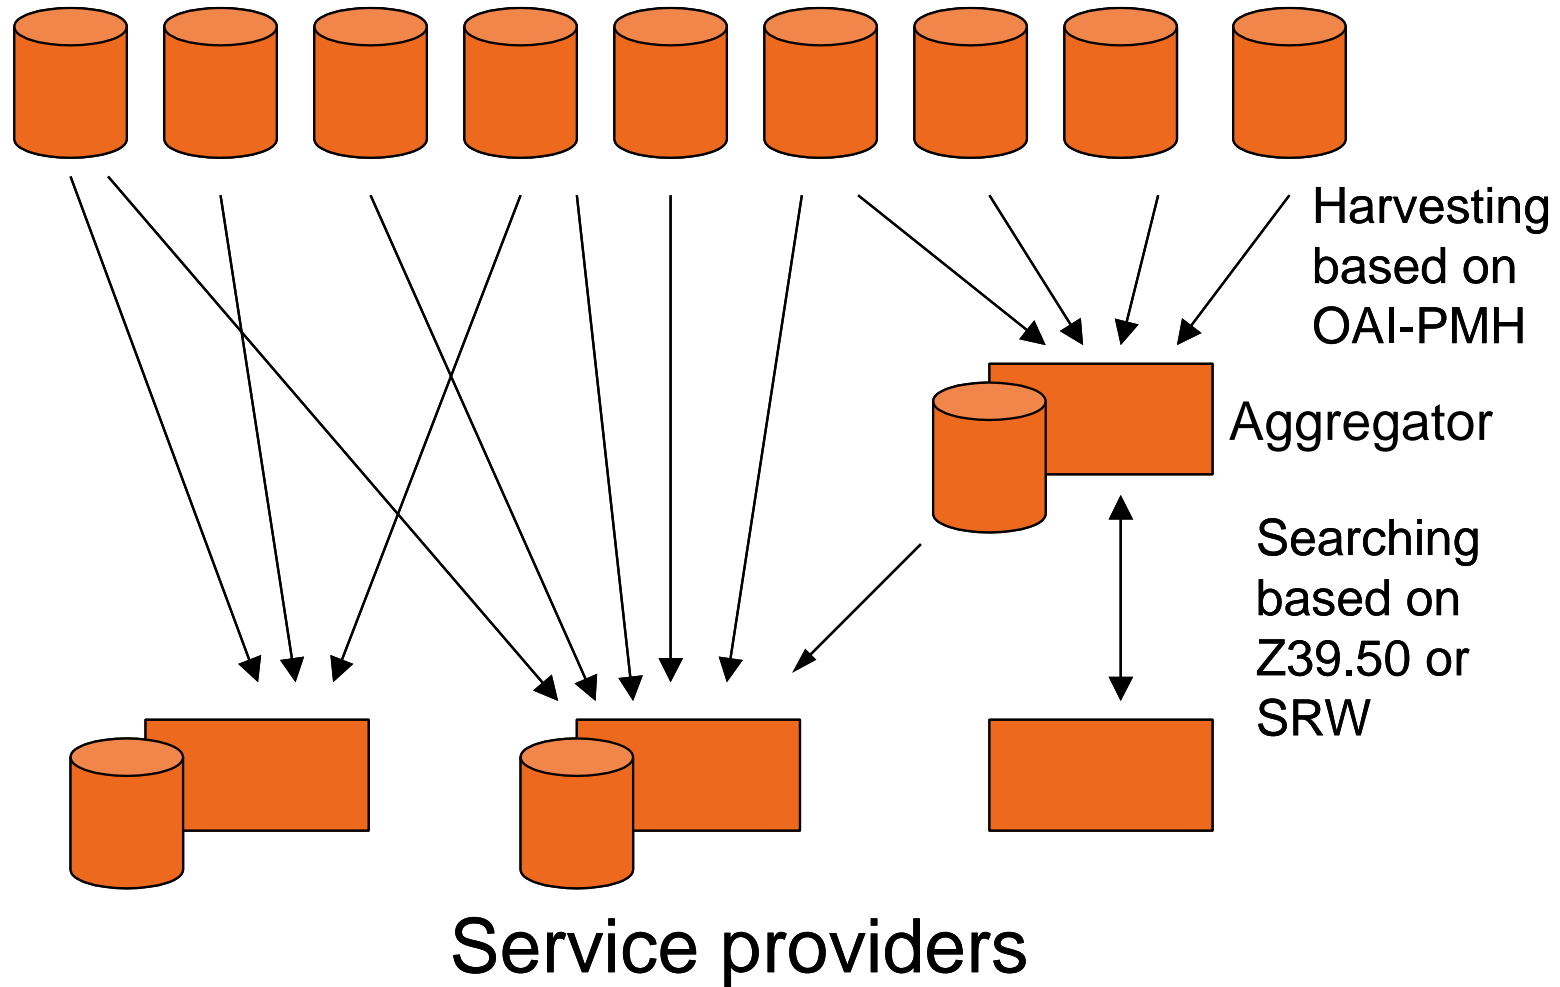 Harvesting
based on
OAI-PMH
Aggregator
Searching
based on
Z39.50 or
SRW
Service providers